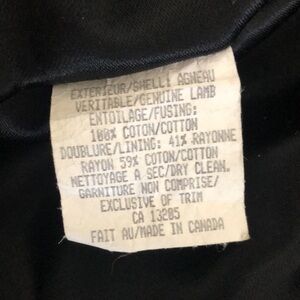 EXTERIEUR/SHELL: AGNEAU
VERITABLE/GENUINE LAMB
ENTOILAGE/FUSING:
100% COTON/COTTON
DOUBLURE/LINING: 41% RAYONNE
RAYON 59% COTON/COTTON
NETTOYAGE A SEC/DRY CLEAN.
GARNITURE NON COMPRISE/
EXCLUSIVE OF TRIM
CA 13285
FAIT AU/MADE IN CANADA